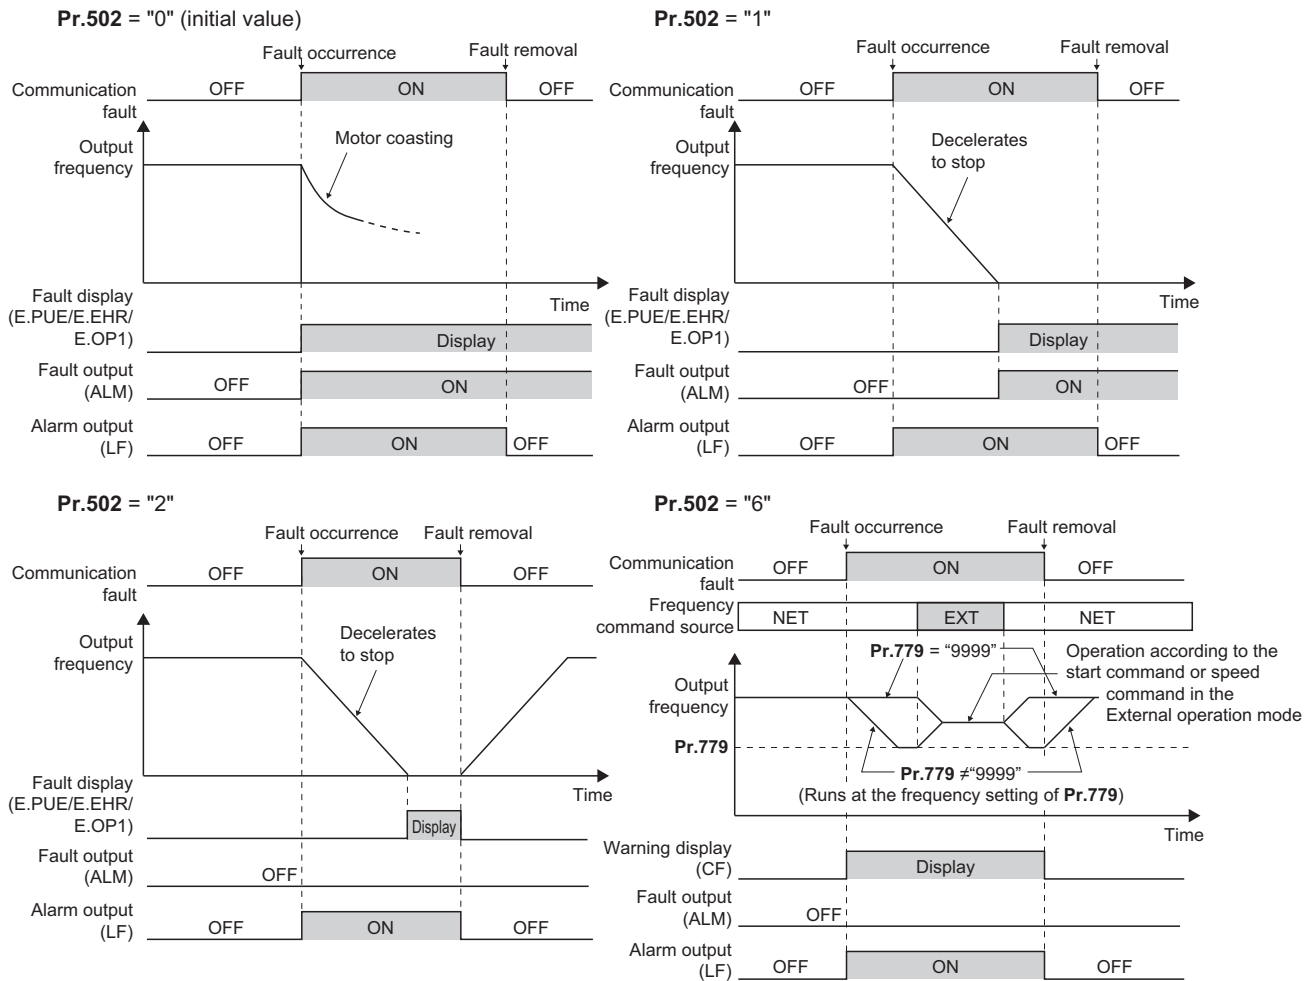 Pr.502 = "0" (initial value)
Fault occurrence
Fault removal
Communication
fault
OFF
ON
OFF
Output
frequency
Motor coasting
Time
Fault display
(E.PUE/E.EHR/
E.OP1)
Display
Fault output
(ALM)
OFF
ON
Alarm output
(LF)
OFF
ON
OFF
Pr.502 = "1"
Fault occurrence
Fault removal
Communication
fault
OFF
ON
OFF
Output
frequency
Decelerates
to stop
Time
Fault display
(E.PUE/E.EHR/
E.OP1)
Display
Fault output
(ALM)
OFF
ON
Alarm output
(LF)
OFF
ON
OFF
Pr.502 = "2"
Fault occurrence
Fault removal
Communication
fault
OFF
ON
OFF
Output
frequency
Decelerates
to stop
Time
Fault display
(E.PUE/E.EHR/
E.OP1)
Display
Fault output
(ALM)
OFF
Alarm output
(LF)
OFF
ON
OFF
Pr.502 = "6"
Fault occurrence
Fault removal
Communication
fault
OFF
ON
OFF
Frequency
command source
NET
EXT
NET
Output
frequency
Pr.779 = “9999”
Operation according to the
start command or speed
command in the
External operation mode
Pr.779
Pr.779 ≠“9999”
(Runs at the frequency setting of Pr.779)
Time
Warning display
(CF)
Display
Fault output
(ALM)
OFF
Alarm output
(LF)
OFF
ON
OFF